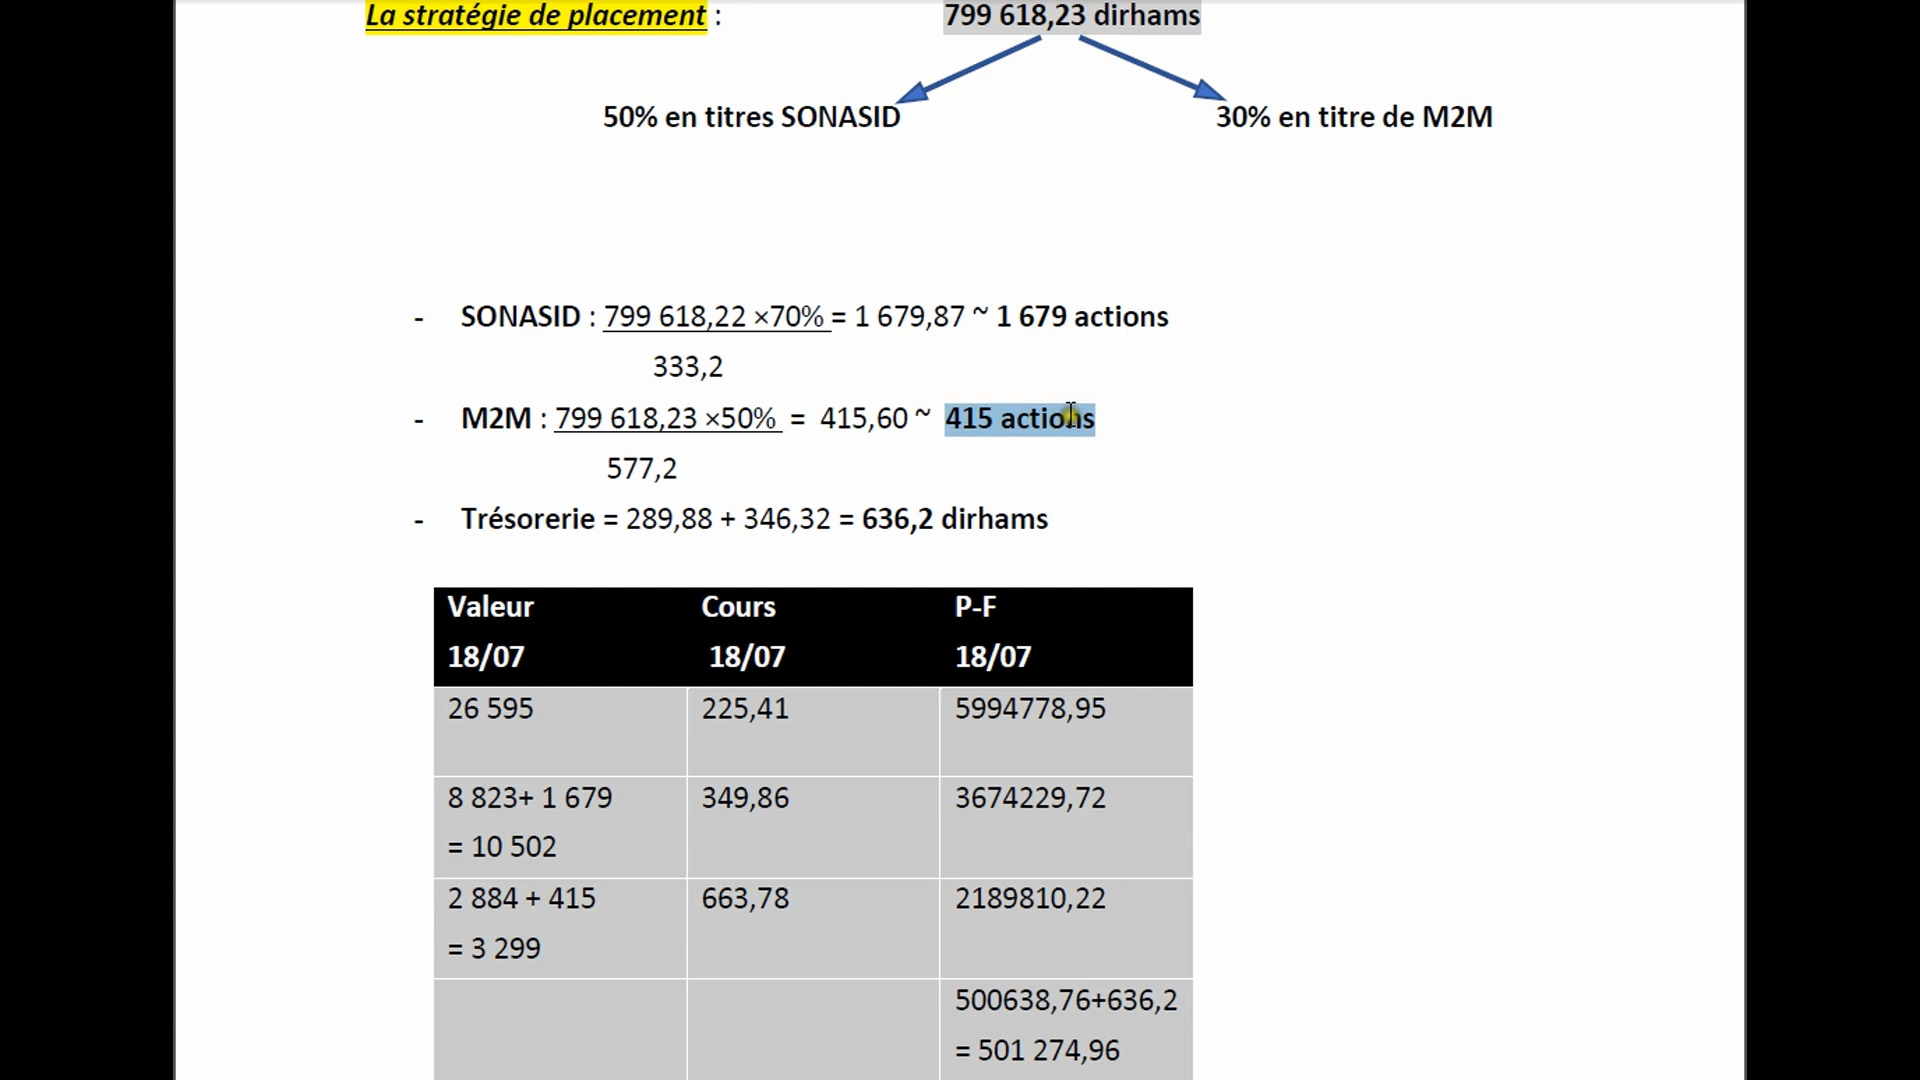 La stratégie de placement : 799 618,23 dirhams
50% en titres SONASID 30% en titre de M2M
- SONASID : 799 618,22 ×70% = 1 679,87 ~ 1 679 actions
333,2
- M2M : 799 618,23 ×50% = 415,60 ~ 415 actions
577,2
- Trésorerie = 289,88 + 346,32 = 636,2 dirhams
Valeur Cours P-F
18/07 18/07 18/07
26 595 225,41 5994778,95
8 823+ 1 679 349,86 3674229,72
= 10 502
2 884 + 415 663,78 2189810,22
= 3 299
500638,76+636,2
= 501 274,96